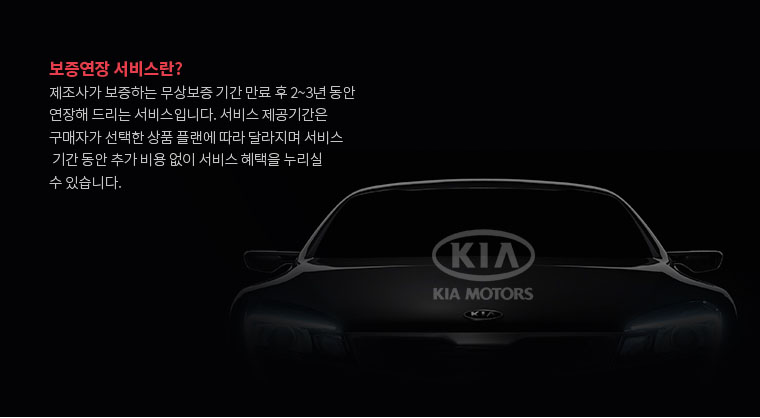 보증연장 서비스란?
제조사가 보증하는 무상보증 기간 만료 후 2~3년 동안
연장해 드리는 서비스입니다. 서비스 제공기간은
구매자가 선택한 상품 플랜에 따라 달라지며 서비스
기간 동안 추가 비용 없이 서비스 혜택을 누리실
수 있습니다.
KIA
KIA MOTORS
KIA